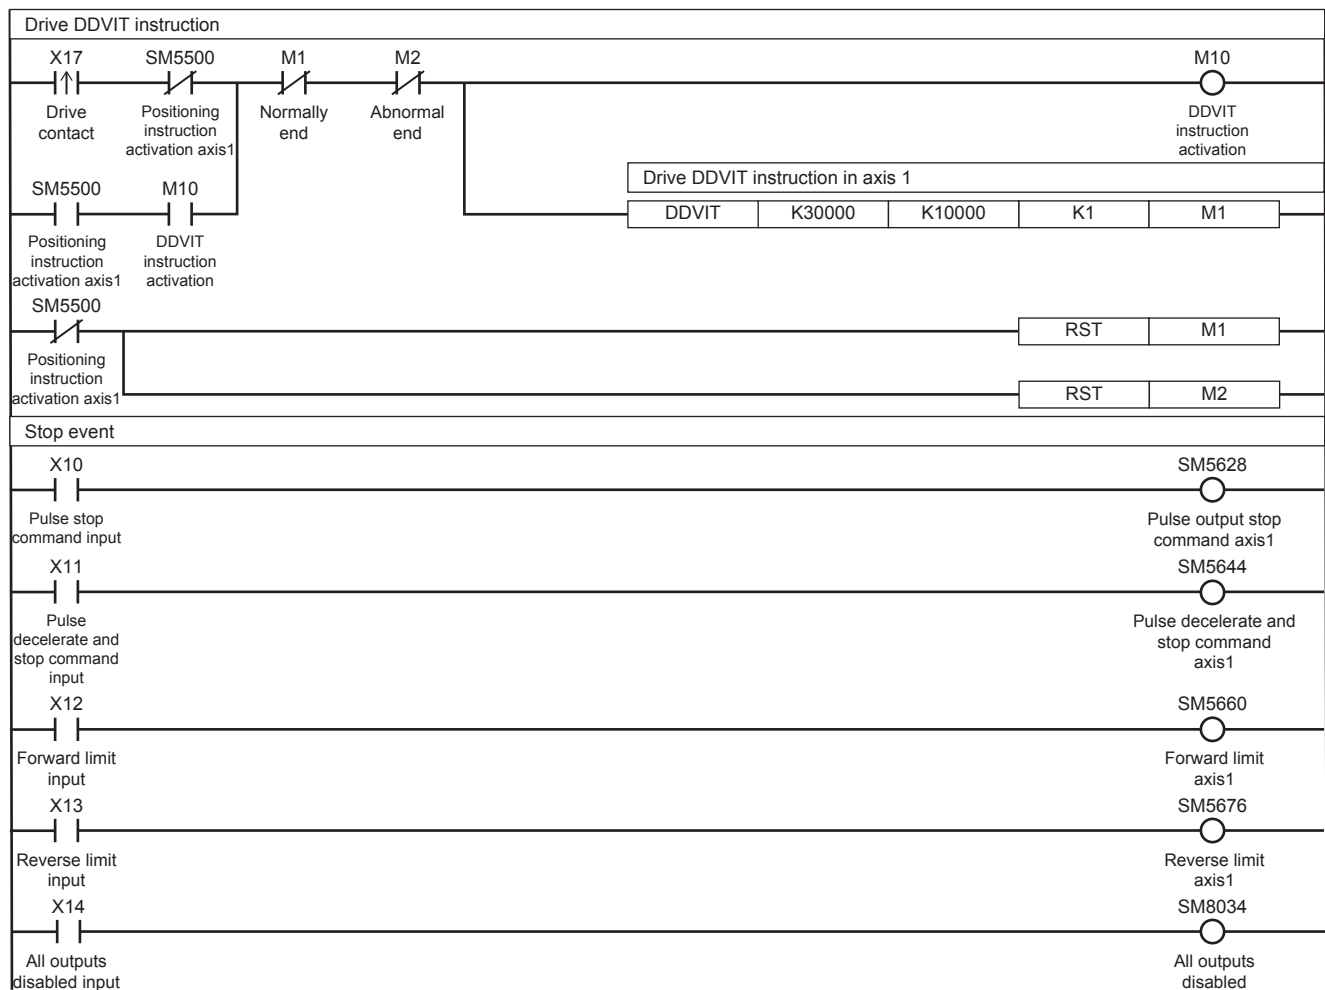 Drive DDVIT instruction
X17 SM5500 M1 M2 M10
Drive contact
Positioning instruction activation axis1
Normally end
Abnormal end
DDVIT instruction activation
Drive DDVIT instruction in axis 1
SM5500 M10
DDVIT K30000 K10000 K1 M1
Positioning instruction activation axis1
DDVIT instruction activation
SM5500
RST M1
Positioning instruction activation axis1
RST M2
Stop event
X10 SM5628
Pulse stop command input
Pulse output stop command axis1
X11 SM5644
Pulse decelerate and stop command input
Pulse decelerate and stop command axis1
X12 SM5660
Forward limit input
Forward limit axis1
X13 SM5676
Reverse limit input
Reverse limit axis1
X14 SM8034
All outputs disabled input
All outputs disabled